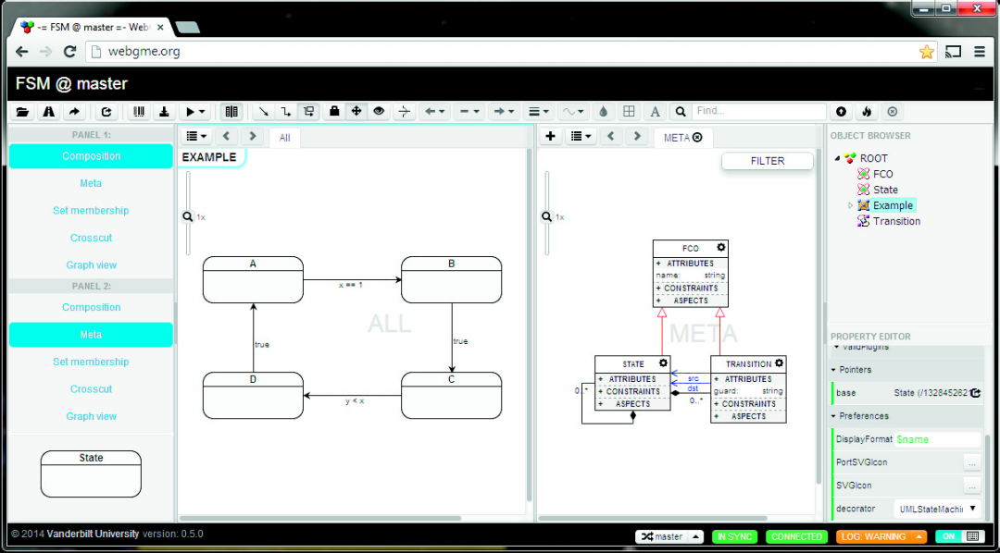 -= FSM @ master =- Web
webgme.org
FSM @ master
Find...
PANEL 1:
Composition
Meta
Set membership
Crosscut
Graph view
PANEL 2:
Composition
Meta
Set membership
Crosscut
Graph view
State
All
EXAMPLE
1x
A
B
x == 1
ALL
true
true
D
C
y < x
META
FILTER
1x
FCO
+ ATTRIBUTES
name: string
+ CONSTRAINTS
+ ASPECTS
META
STATE
+ ATTRIBUTES
+ CONSTRAINTS
+ ASPECTS
0..*
src
dst
0..*
TRANSITION
+ ATTRIBUTES
guard: string
+ CONSTRAINTS
+ ASPECTS
OBJECT BROWSER
ROOT
FCO
State
Example
Transition
PROPERTY EDITOR
validPlugins
Pointers
base State (/1328452621
Preferences
DisplayFormat $name
PortSVGIcon ...
SVGIcon ...
decorator UMLStateMachi
© 2014 Vanderbilt University version: 0.5.0
master
IN SYNC
CONNECTED
LOG: WARNING
ON